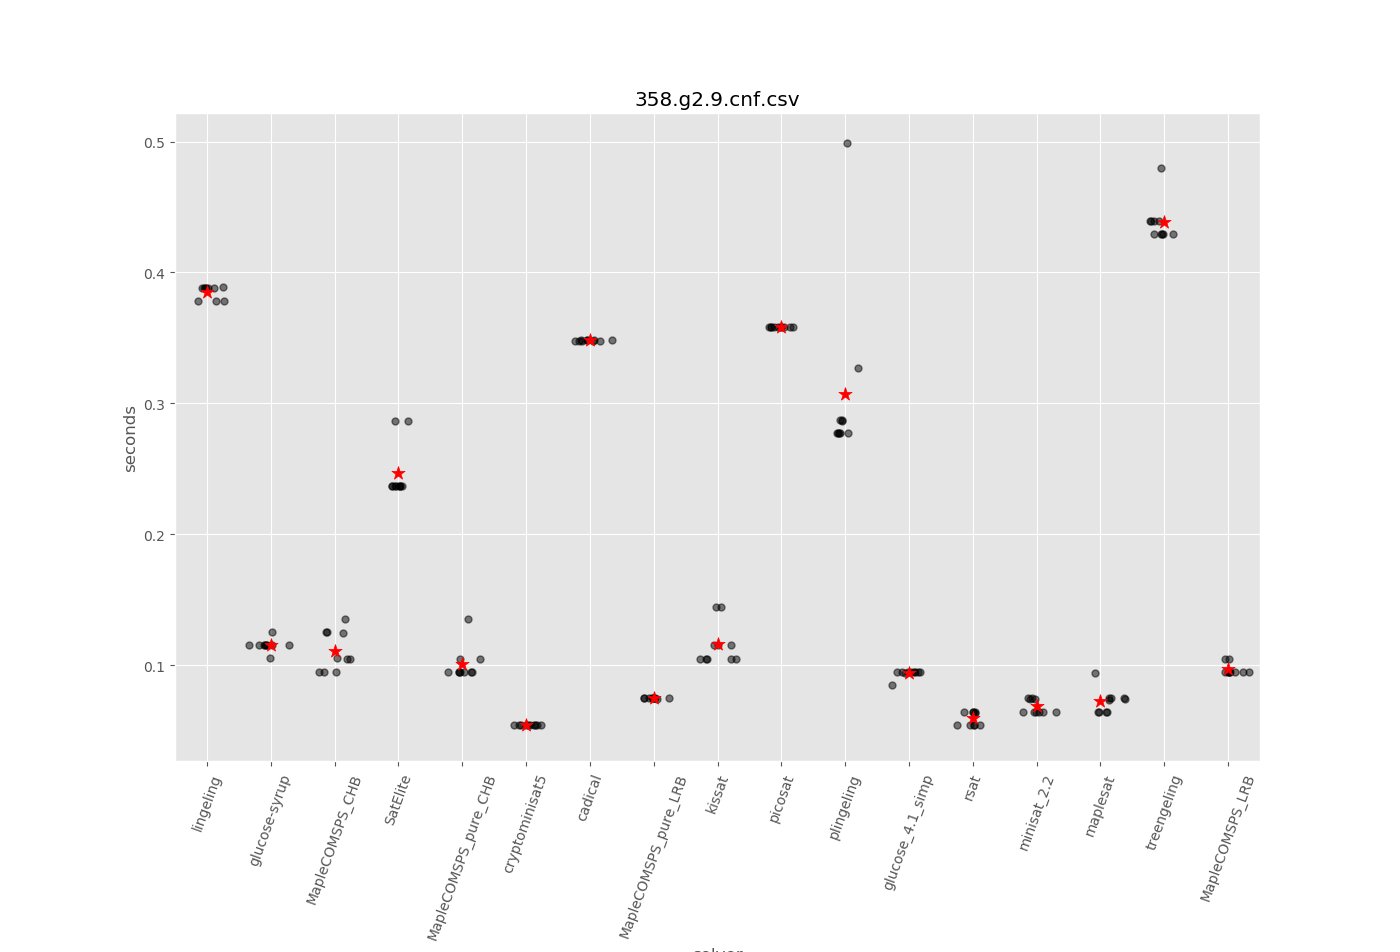 358.g2.9.cnf.csv
0.5
0.4
0.3
0.2
0.1
seconds
lingeling
glucose-syrup
MapleCOMSPS_CHB
SatElite
MapleCOMSPS_pure_CHB
cryptominisat5
cadical
MapleCOMSPS_pure_LRB
kissat
picosat
plingeling
glucose_4.1_simp
rsat
minisat_2.2
maplesat
treengeling
MapleCOMSPS_LRB